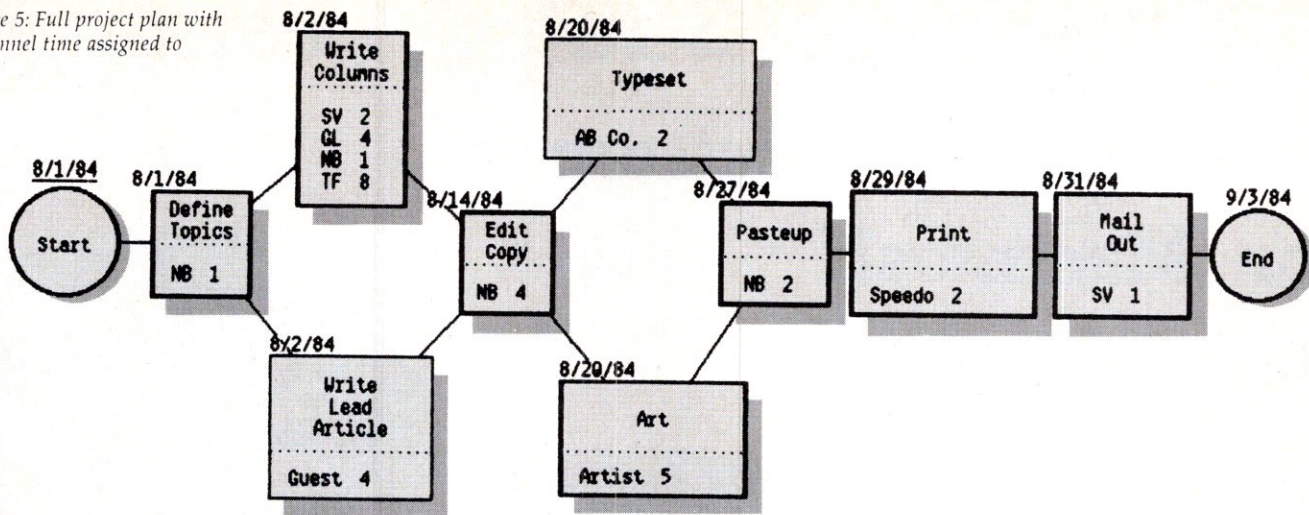 e 5: Full project plan with
nnel time assigned to
8/1/84
Start
8/1/84
Define
Topics
NB 1
8/2/84
Write
Columns
SV 2
GL 4
NB 1
TF 8
8/2/84
Write
Lead
Article
Guest 4
8/14/84
Edit
Copy
NB 4
8/20/84
Typeset
AB Co. 2
8/20/84
Art
Artist 5
8/27/84
Pasteup
NB 2
8/29/84
Print
Speedo 2
8/31/84
Mail
Out
SV 1
9/3/84
End